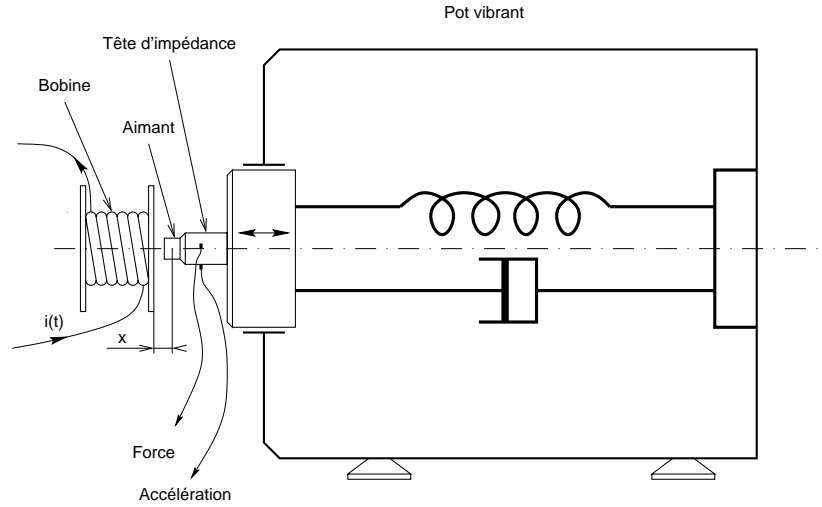 Pot vibrant
Tête d'impédance
Bobine
Aimant
i(t)
x
Force
Accélération